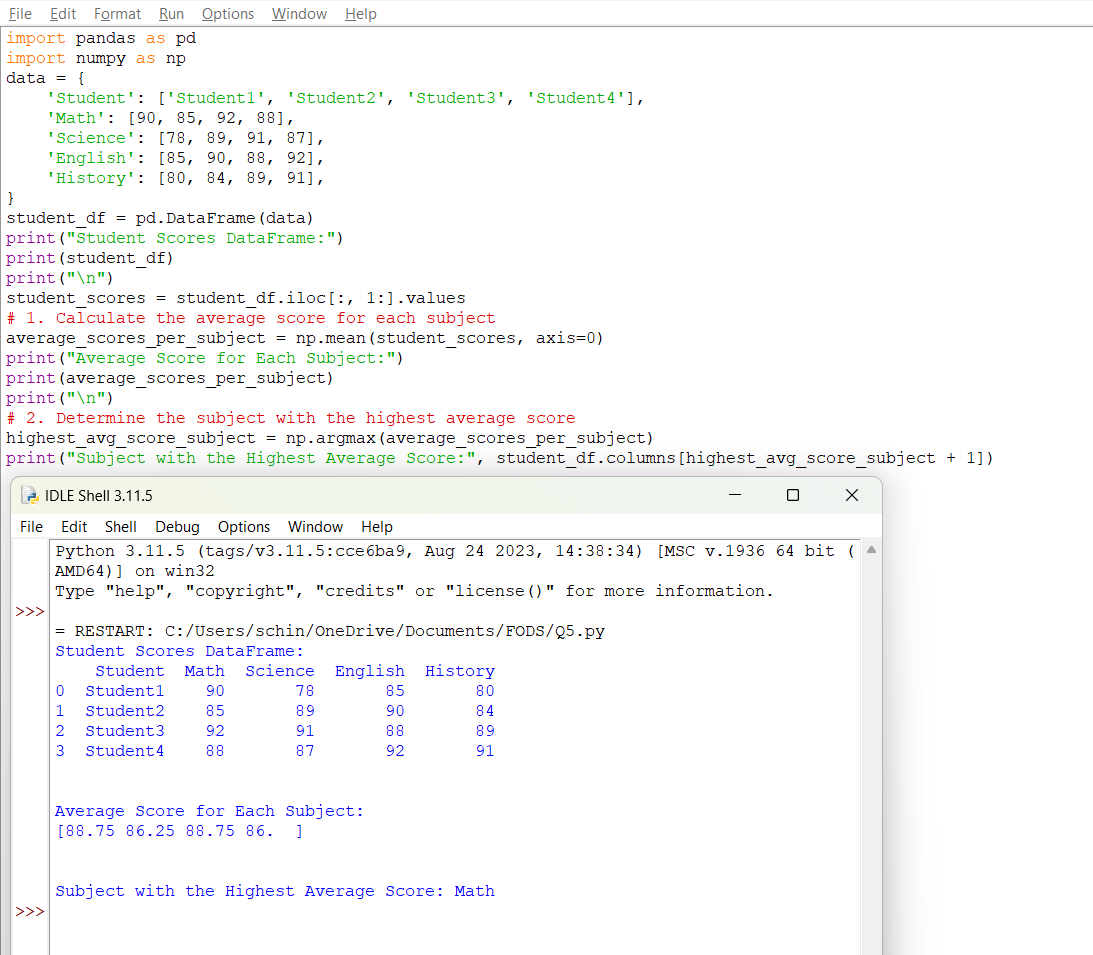 File Edit Format Run Options Window Help
import pandas as pd
import numpy as np
data = {
    'Student': ['Student1', 'Student2', 'Student3', 'Student4'],
    'Math': [90, 85, 92, 88],
    'Science': [78, 89, 91, 87],
    'English': [85, 90, 88, 92],
    'History': [80, 84, 89, 91],
}
student_df = pd.DataFrame(data)
print("Student Scores DataFrame:")
print(student_df)
print("\n")
student_scores = student_df.iloc[:, 1:].values
# 1. Calculate the average score for each subject
average_scores_per_subject = np.mean(student_scores, axis=0)
print("Average Score for Each Subject:")
print(average_scores_per_subject)
print("\n")
# 2. Determine the subject with the highest average score
highest_avg_score_subject = np.argmax(average_scores_per_subject)
print("Subject with the Highest Average Score:", student_df.columns[highest_avg_score_subject + 1])
IDLE Shell 3.11.5
File Edit Shell Debug Options Window Help
Python 3.11.5 (tags/v3.11.5:cce6ba9, Aug 24 2023, 14:38:34) [MSC v.1936 64 bit (
AMD64)] on win32
Type "help", "copyright", "credits" or "license()" for more information.
>>>
= RESTART: C:/Users/schin/OneDrive/Documents/FODS/Q5.py
Student Scores DataFrame:
    Student  Math  Science  English  History
0  Student1    90       78       85       80
1  Student2    85       89       90       84
2  Student3    92       91       88       89
3  Student4    88       87       92       91
Average Score for Each Subject:
[88.75 86.25 88.75 86.  ]
Subject with the Highest Average Score: Math
>>>